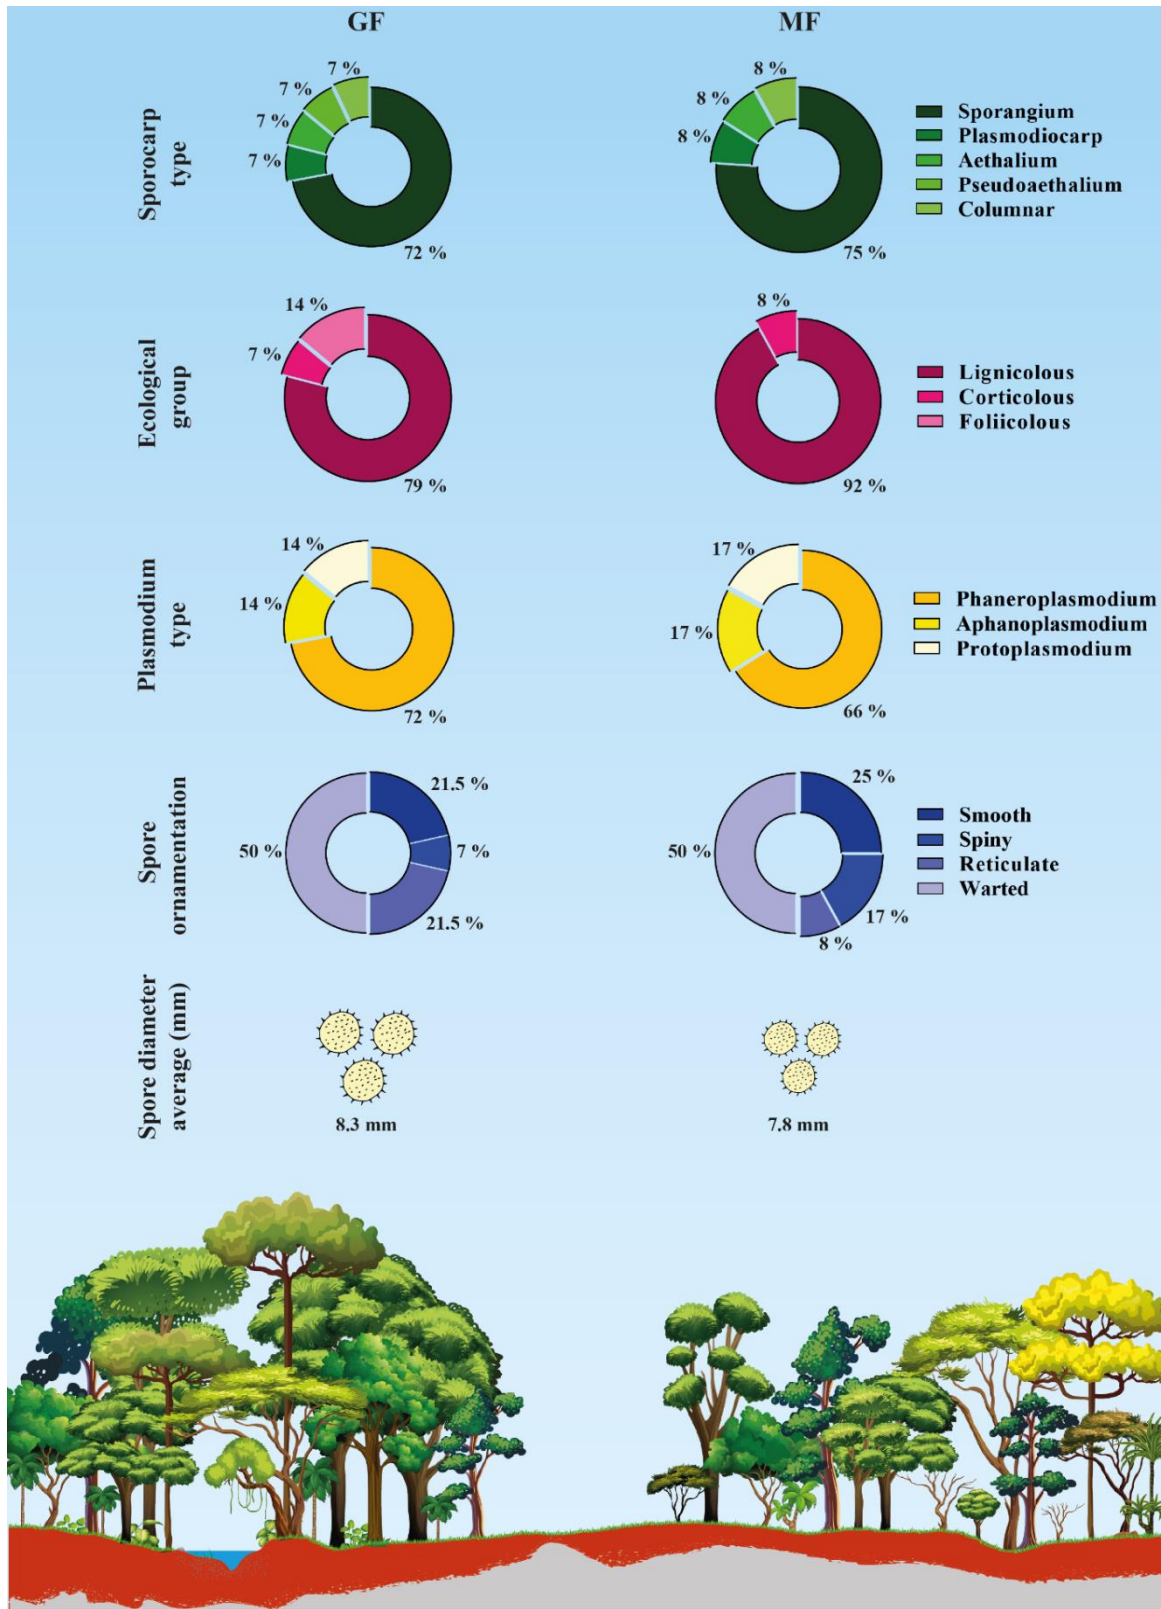 GF
MF
Sporocarp
type
7 %
7 %
7 %
7 %
72 %
8 %
8 %
8 %
75 %
Sporangium
Plasmodiocarp
Aethalium
Pseudoaethalium
Columnar
Ecological
group
14 %
7 %
79 %
8 %
92 %
Lignicolous
Corticolous
Foliicolous
Plasmodium
type
14 %
14 %
72 %
17 %
17 %
66 %
Phaneroplasmodium
Aphanoplasmodium
Protoplasmodium
Spore
ornamentation
21.5 %
50 %
7 %
21.5 %
25 %
50 %
17 %
8 %
Smooth
Spiny
Reticulate
Warted
Spore diameter
average (mm)
8.3 mm
7.8 mm